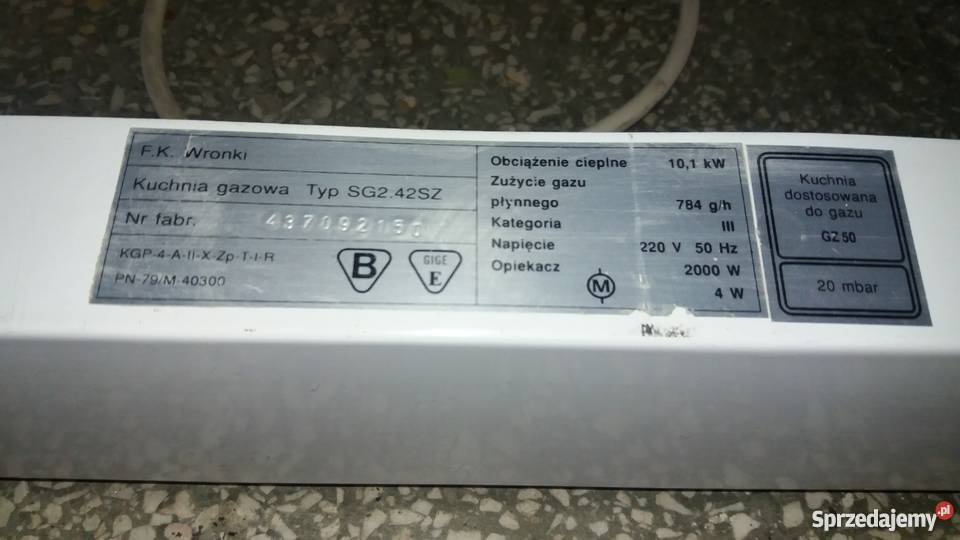 F.K. Wronki
Kuchnia gazowa Typ SG2.42SZ
Nr fabr. 437092150
KGP-4-A-II-X-Zp-T-I-R
PN-79/M-40300
B
GIGE
E
Obciążenie cieplne 10,1 kW
Zużycie gazu
płynnego 784 g/h
Kategoria III
Napięcie 220 V 50 Hz
Opiekacz 2000 W
M 4 W
Kuchnia
dostosowana
do gazu
GZ 50
20 mbar
Sprzedajemy.pl